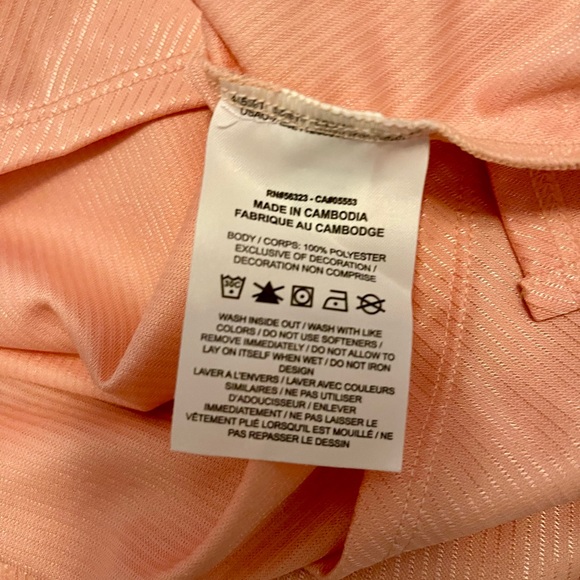 RN#56323 - CA#05553
MADE IN CAMBODIA
FABRIQUE AU CAMBODGE
BODY / CORPS: 100% POLYESTER
EXCLUSIVE OF DECORATION /
DECORATION NON COMPRISE
30C
WASH INSIDE OUT / WASH WITH LIKE
COLORS / DO NOT USE SOFTENERS /
REMOVE IMMEDIATELY / DO NOT ALLOW TO
LAY ON ITSELF WHEN WET / DO NOT IRON
DESIGN
LAVER A L'ENVERS / LAVER AVEC COULEURS
SIMILAIRES / NE PAS UTILISER
D'ADOUCISSEUR / ENLEVER
IMMEDIATEMENT / NE PAS LAISSER LE
VÊTEMENT PLIÉ LORSQU'IL EST MOUILLÉ / NE
PAS REPASSER LE DESSIN